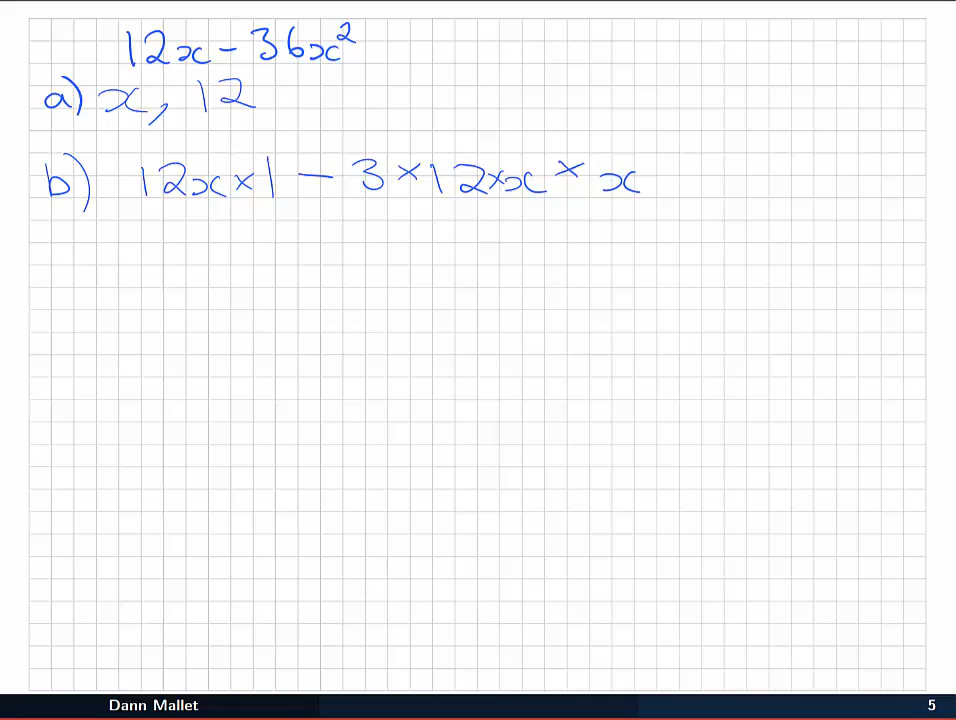 12x - 36x²
a) x, 12
b) 12x × 1 - 3 × 12 × x × x
Dann Mallet 5